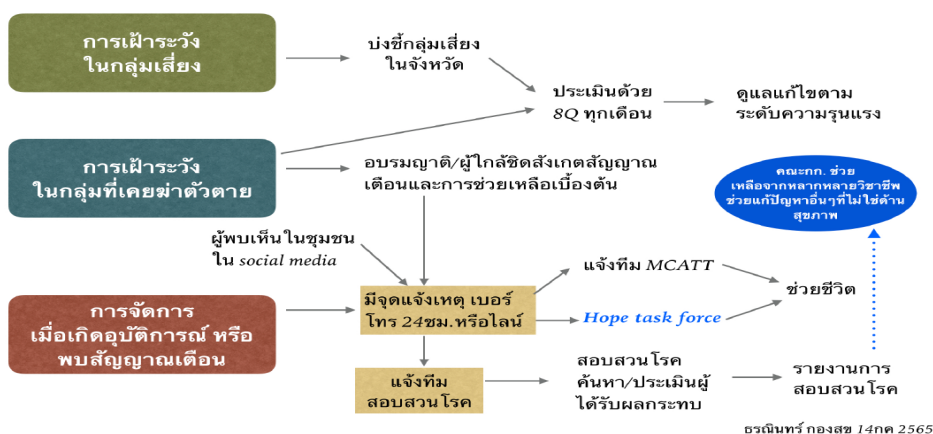 การเฝ้าระวัง
ในกลุ่มเสี่ยง
บ่งชี้กลุ่มเสี่ยง
ในจังหวัด
ประเมินด้วย
8Q ทุกเดือน
ดูแลแก้ไขตาม
ระดับความรุนแรง
การเฝ้าระวัง
ในกลุ่มที่เคยฆ่าตัวตาย
อบรมญาติ/ผู้ใกล้ชิดสังเกตสัญญาณ
เตือนและการช่วยเหลือเบื้องต้น
คณะกก. ช่วย
เหลือจากหลากหลายวิชาชีพ
ช่วยแก้ปัญหาอื่นๆที่ไม่ใช่ด้าน
สุขภาพ
ผู้พบเห็นในชุมชน
ใน social media
การจัดการ
เมื่อเกิดอุบัติการณ์ หรือ
พบสัญญาณเตือน
มีจุดแจ้งเหตุ เบอร์
โทร 24ชม.หรือไลน์
แจ้งทีม MCATT
Hope task force
ช่วยชีวิต
แจ้งทีม
สอบสวนโรค
สอบสวนโรค
ค้นหา/ประเมินผู้
ได้รับผลกระทบ
รายงานการ
สอบสวนโรค
ธรณินทร์ กองสุข 14กค 2565